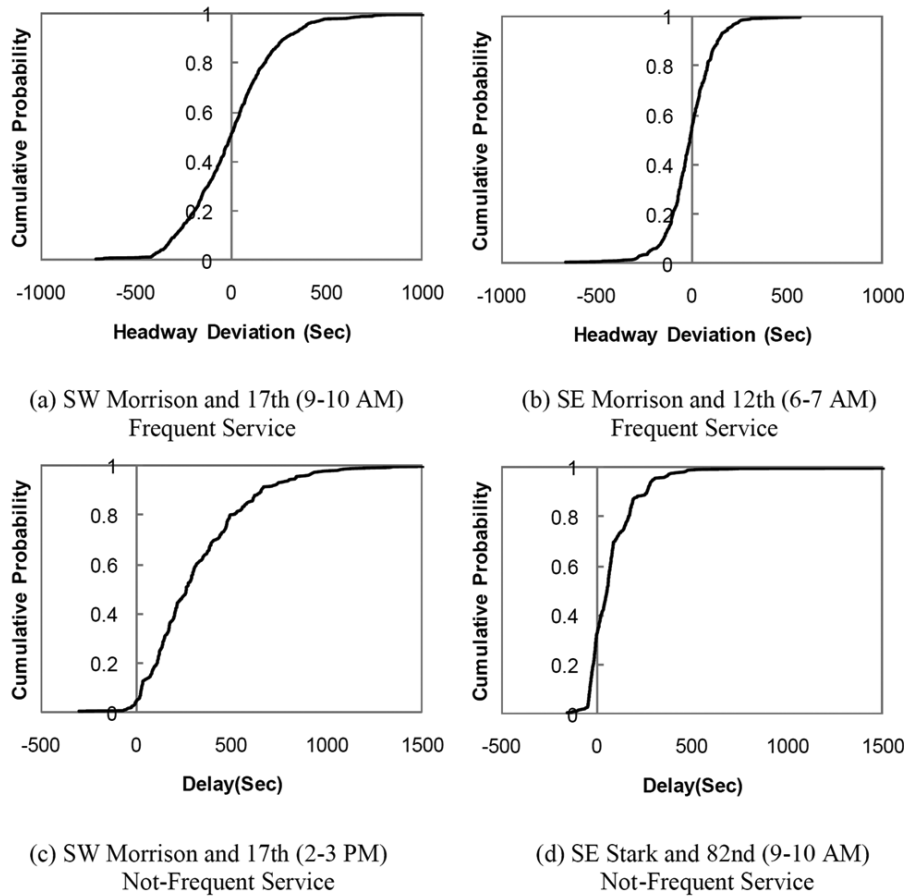 Cumulative Probability
1
0.8
0.6
0.4
0.2
0
-1000 -500 0 500 1000
Headway Deviation (Sec)
(a) SW Morrison and 17th (9-10 AM)
Frequent Service
Cumulative Probability
1
0.8
0.6
0.4
0.2
0
-1000 -500 0 500 1000
Headway Deviation (Sec)
(b) SE Morrison and 12th (6-7 AM)
Frequent Service
Cumulative Probability
1
0.8
0.6
0.4
0.2
0
-500 0 500 1000 1500
Delay(Sec)
(c) SW Morrison and 17th (2-3 PM)
Not-Frequent Service
Cumulative Probability
1
0.8
0.6
0.4
0.2
0
-500 0 500 1000 1500
Delay(Sec)
(d) SE Stark and 82nd (9-10 AM)
Not-Frequent Service